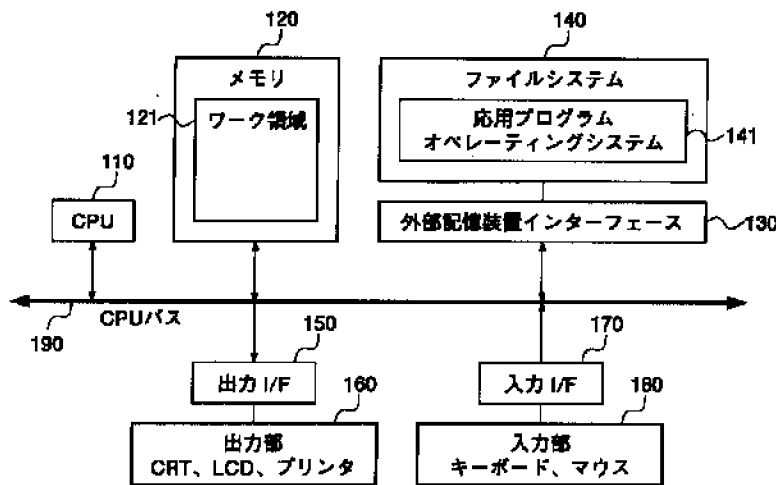 120
メモリ
121
ワーク領域
140
ファイルシステム
応用プログラム
オペレーティングシステム
141
110
CPU
外部記憶装置インターフェース
130
CPUバス
190
150
出力 I/F
170
入力 I/F
160
出力部
CRT、LCD、プリンタ
180
入力部
キーボード、マウス